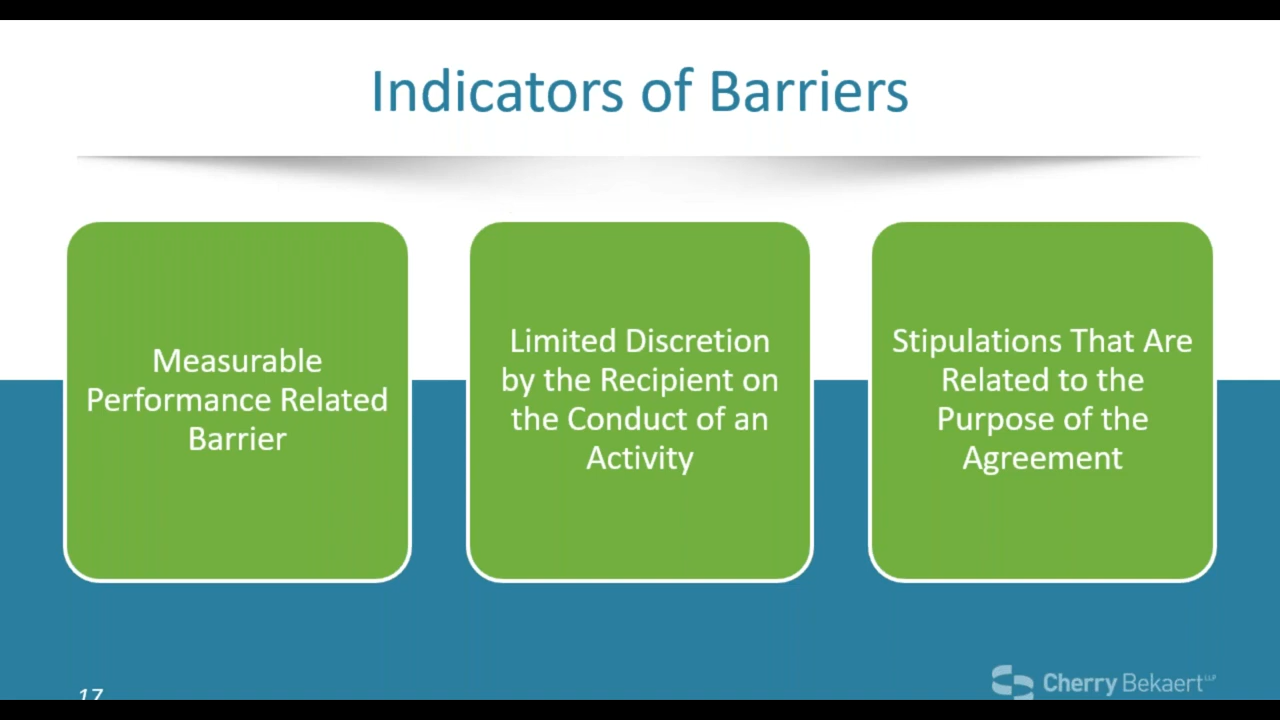 Indicators of Barriers
Measurable
Performance Related
Barrier
Limited Discretion
by the Recipient on
the Conduct of an
Activity
Stipulations That Are
Related to the
Purpose of the
Agreement
17
Cherry Bekaert LLP